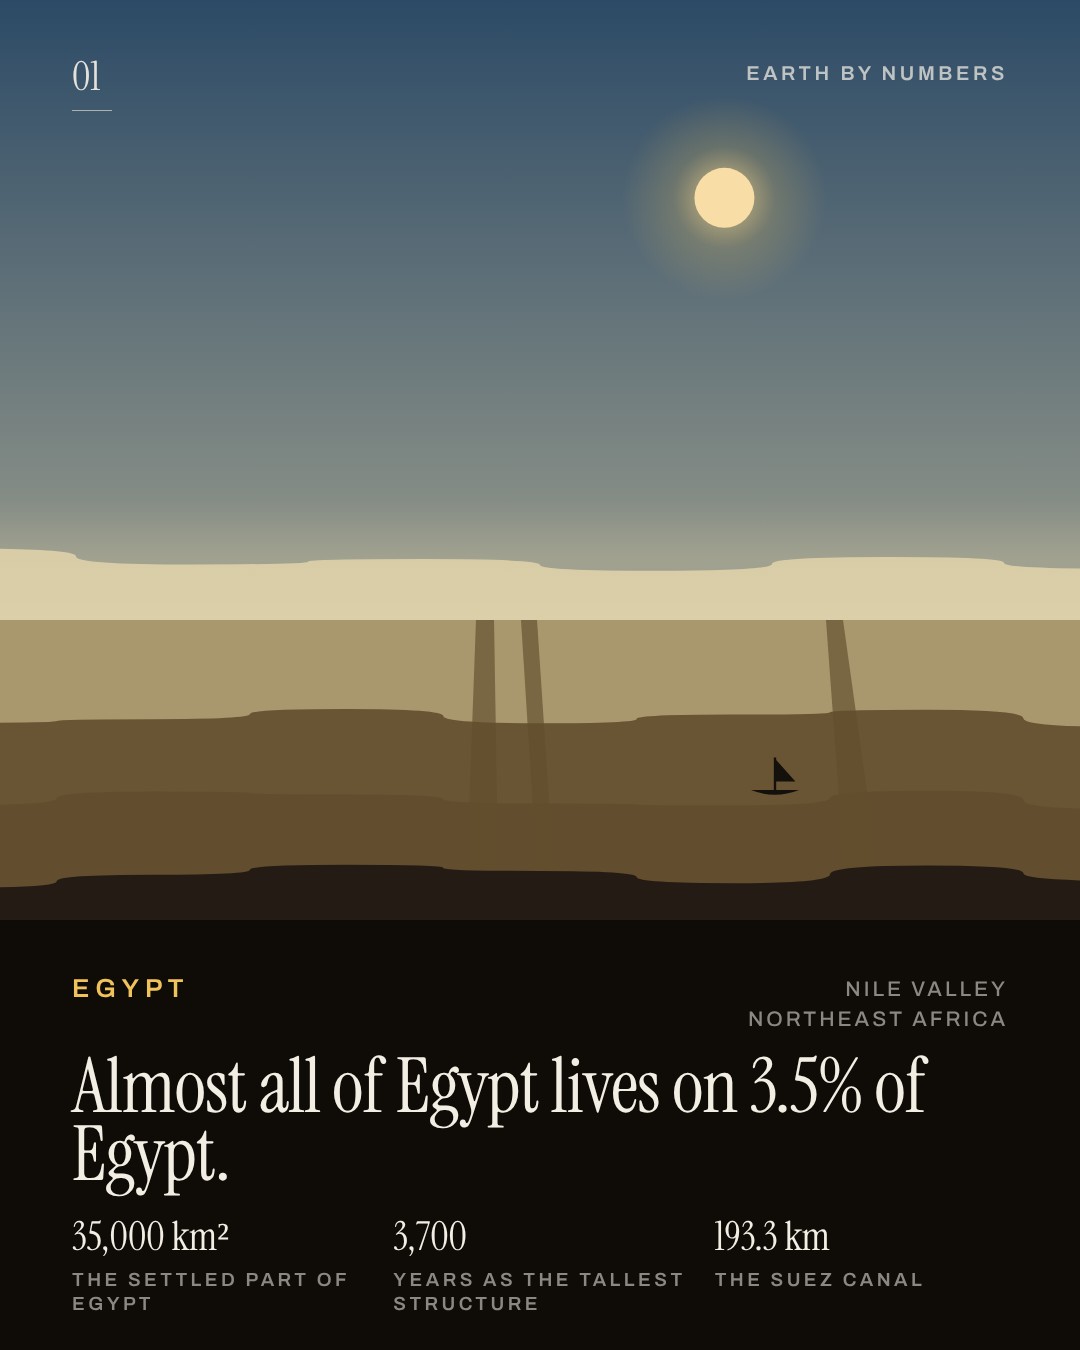 01
EARTH BY NUMBERS
EGYPT
NILE VALLEY
NORTHEAST AFRICA
Almost all of Egypt lives on 3.5% of
Egypt.
35,000 km²
THE SETTLED PART OF
EGYPT
3,700
YEARS AS THE TALLEST
STRUCTURE
193.3 km
THE SUEZ CANAL